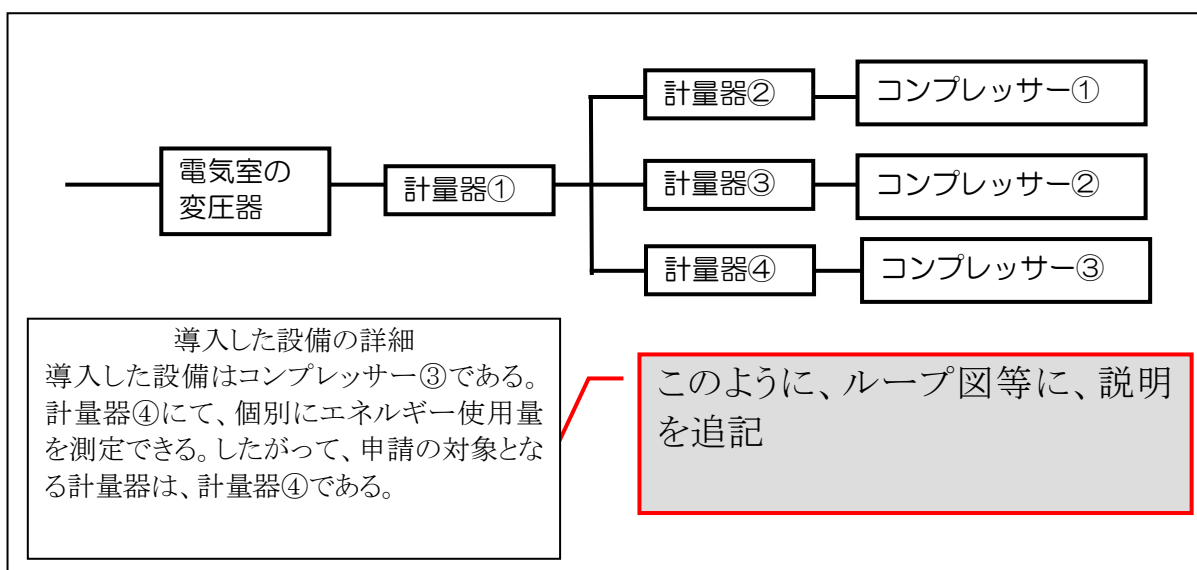 計量器②
コンプレッサー①
電気室の
変圧器
計量器①
計量器③
コンプレッサー②
計量器④
コンプレッサー③
導入した設備の詳細
導入した設備はコンプレッサー③である。
計量器④にて、個別にエネルギー使用量
を測定できる。したがって、申請の対象とな
る計量器は、計量器④である。
このように、ループ図等に、説明
を追記